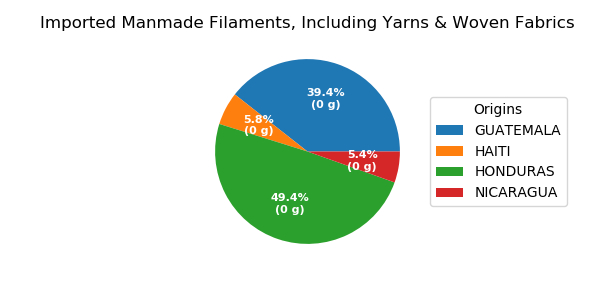 Imported Manmade Filaments, Including Yarns & Woven Fabrics
39.4%
(0 g)
5.8%
(0 g)
5.4%
(0 g)
49.4%
(0 g)
Origins
GUATEMALA
HAITI
HONDURAS
NICARAGUA